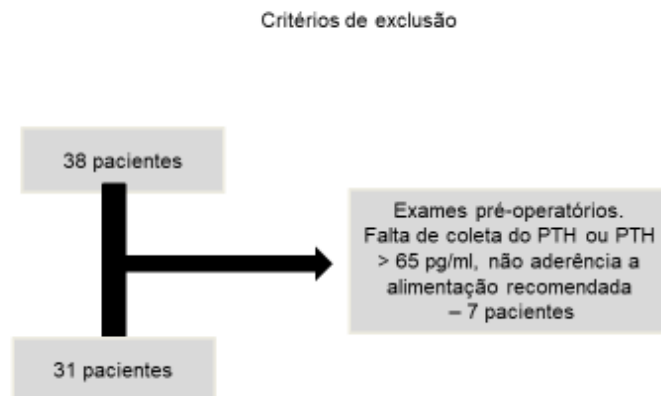 Critérios de exclusão
38 pacientes
Exames pré-operatórios.
Falta de coleta do PTH ou PTH
> 65 pg/ml, não aderência a
alimentação recomendada
– 7 pacientes
31 pacientes